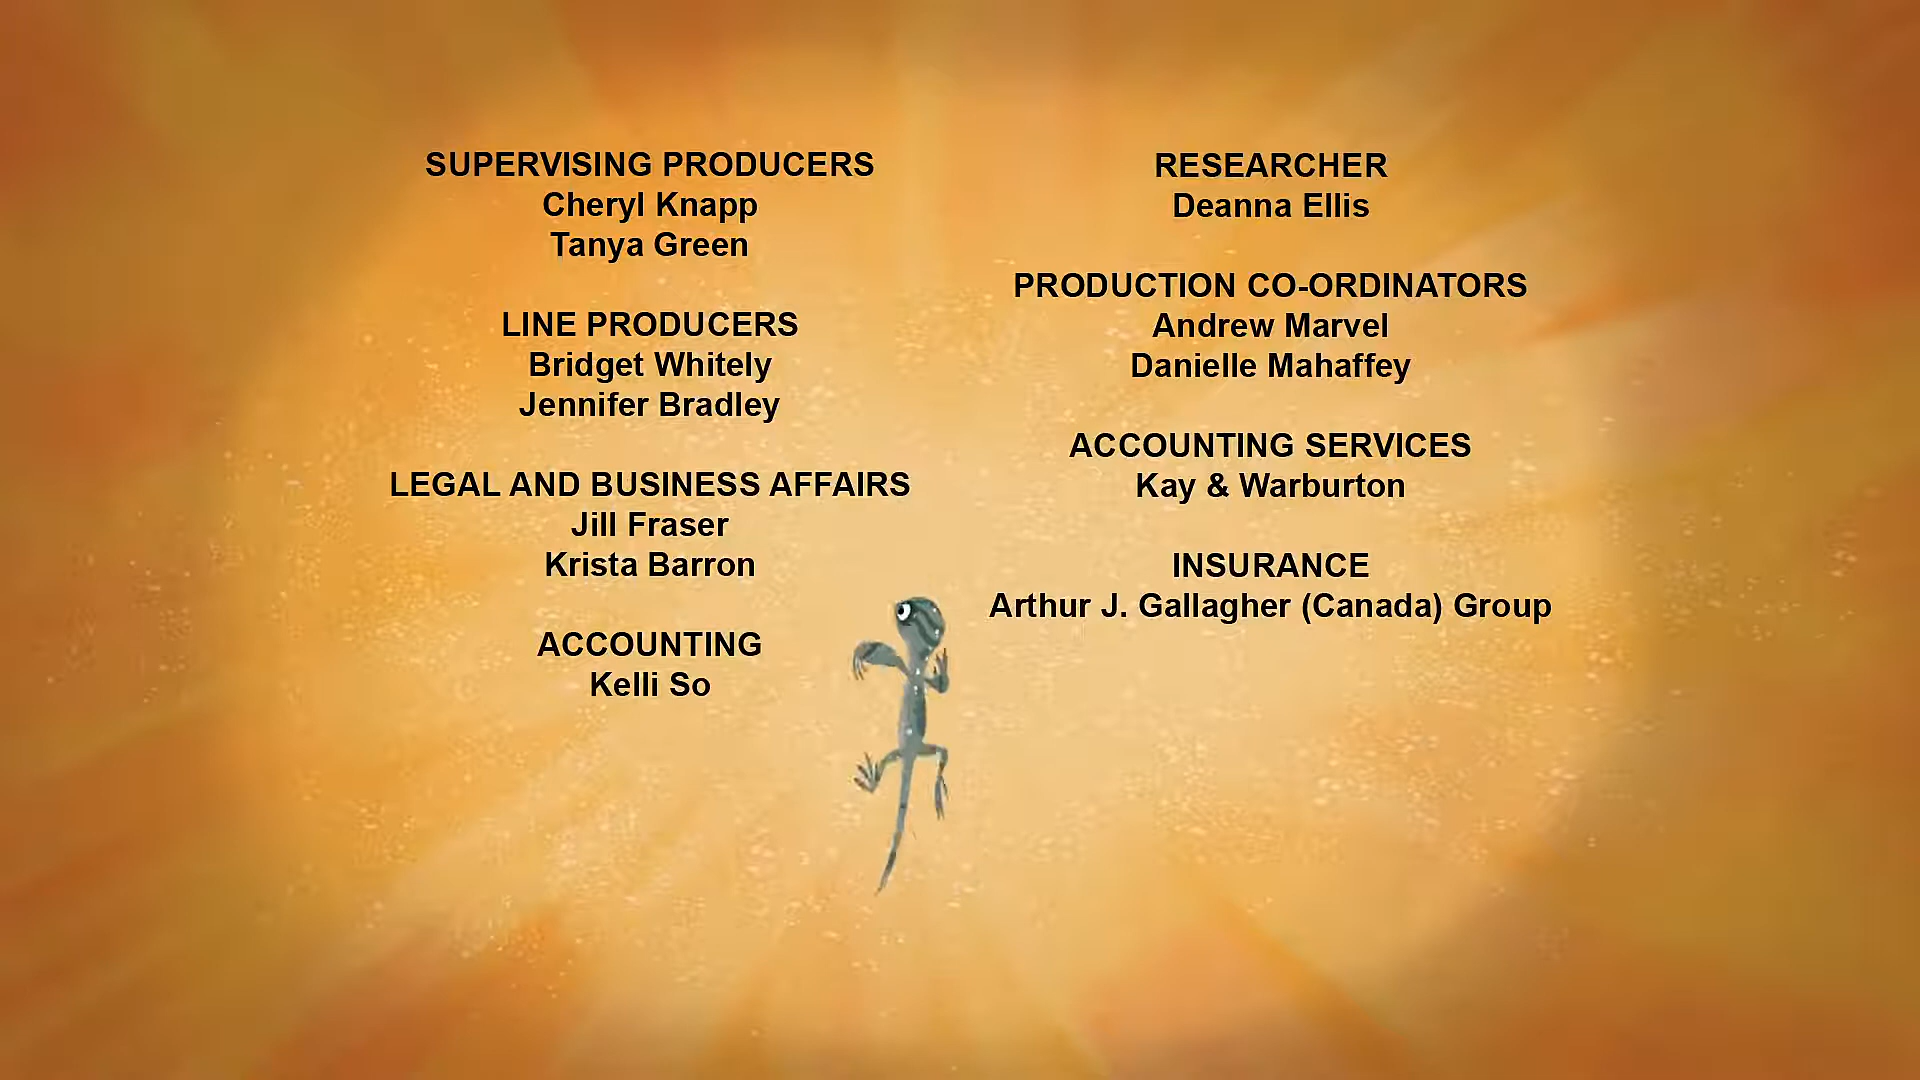 SUPERVISING PRODUCERS
Cheryl Knapp
Tanya Green
LINE PRODUCERS
Bridget Whitely
Jennifer Bradley
LEGAL AND BUSINESS AFFAIRS
Jill Fraser
Krista Barron
ACCOUNTING
Kelli So
RESEARCHER
Deanna Ellis
PRODUCTION CO-ORDINATORS
Andrew Marvel
Danielle Mahaffey
ACCOUNTING SERVICES
Kay & Warburton
INSURANCE
Arthur J. Gallagher (Canada) Group